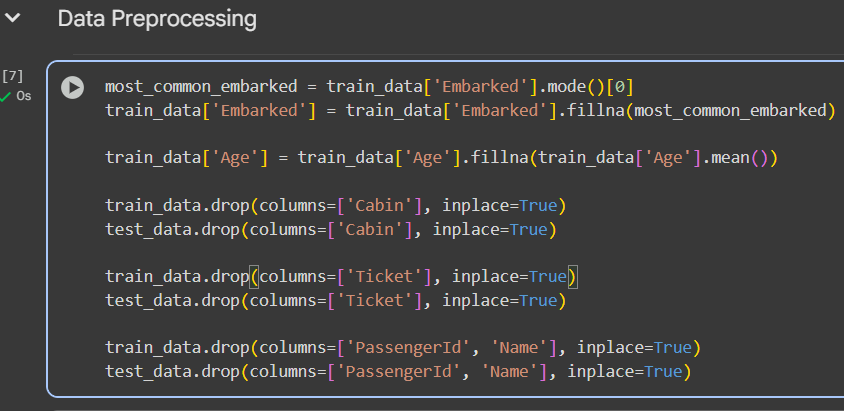 Data Preprocessing
[7]
0s
most_common_embarked = train_data['Embarked'].mode()[0]
train_data['Embarked'] = train_data['Embarked'].fillna(most_common_embarked)
train_data['Age'] = train_data['Age'].fillna(train_data['Age'].mean())
train_data.drop(columns=['Cabin'], inplace=True)
test_data.drop(columns=['Cabin'], inplace=True)
train_data.drop(columns=['Ticket'], inplace=True)
test_data.drop(columns=['Ticket'], inplace=True)
train_data.drop(columns=['PassengerId', 'Name'], inplace=True)
test_data.drop(columns=['PassengerId', 'Name'], inplace=True)